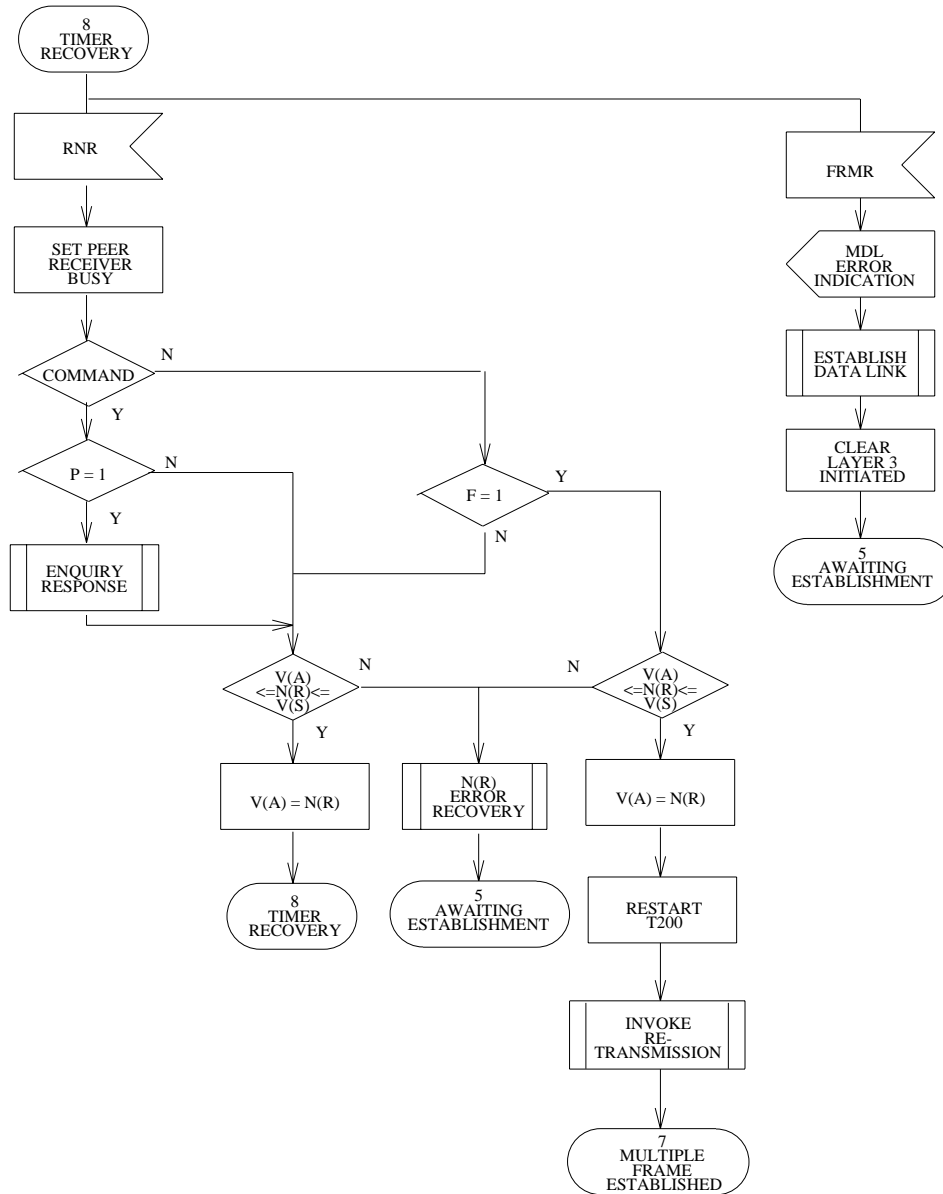 8
TIMER
RECOVERY
RNR
FRMR
SET PEER
RECEIVER
BUSY
MDL
ERROR
INDICATION
COMMAND
N
Y
ESTABLISH
DATA LINK
P = 1
N
Y
F = 1
Y
N
CLEAR
LAYER 3
INITIATED
ENQUIRY
RESPONSE
5
AWAITING
ESTABLISHMENT
V(A)
<=N(R)<=
V(S)
N
Y
N
V(A)
<=N(R)<=
V(S)
Y
V(A) = N(R)
N(R)
ERROR
RECOVERY
V(A) = N(R)
8
TIMER
RECOVERY
5
AWAITING
ESTABLISHMENT
RESTART
T200
INVOKE
RE-
TRANSMISSION
7
MULTIPLE
FRAME
ESTABLISHED